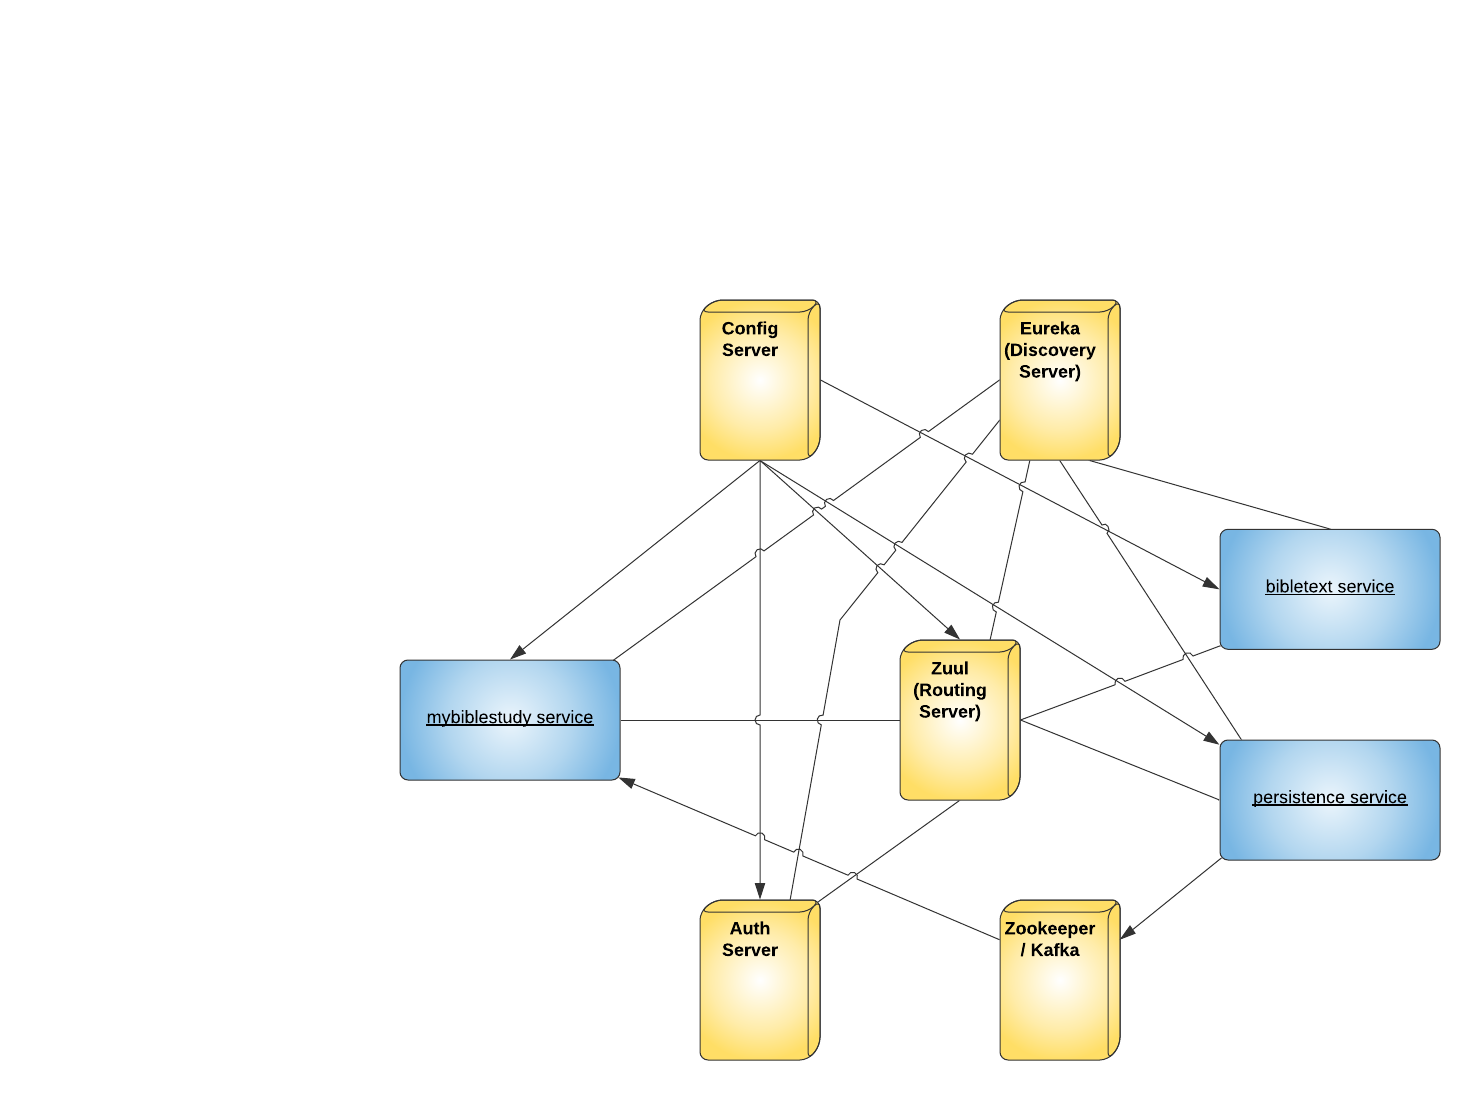 Config
Server
Eureka
(Discovery
Server)
bibletext service
Zuul
(Routing
Server)
mybiblestudy service
persistence service
Auth
Server
Zookeeper
/ Kafka